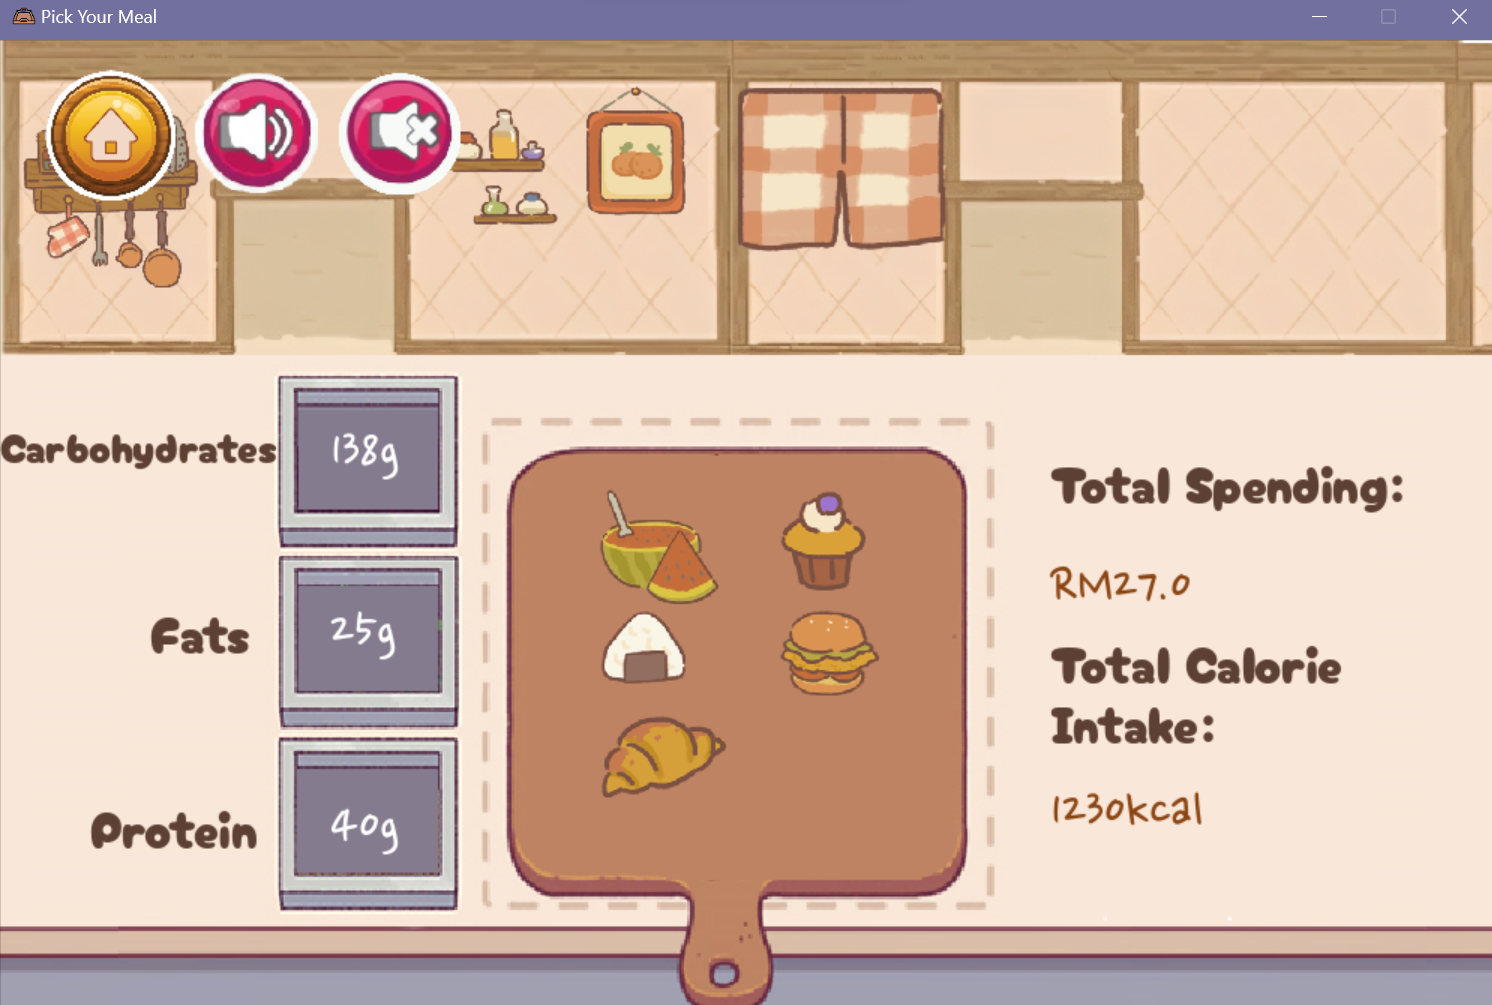 Pick Your Meal
Carbohydrates
138g
Fats
25g
Protein
40g
Total Spending:
RM27.0
Total Calorie
Intake:
1230kcal